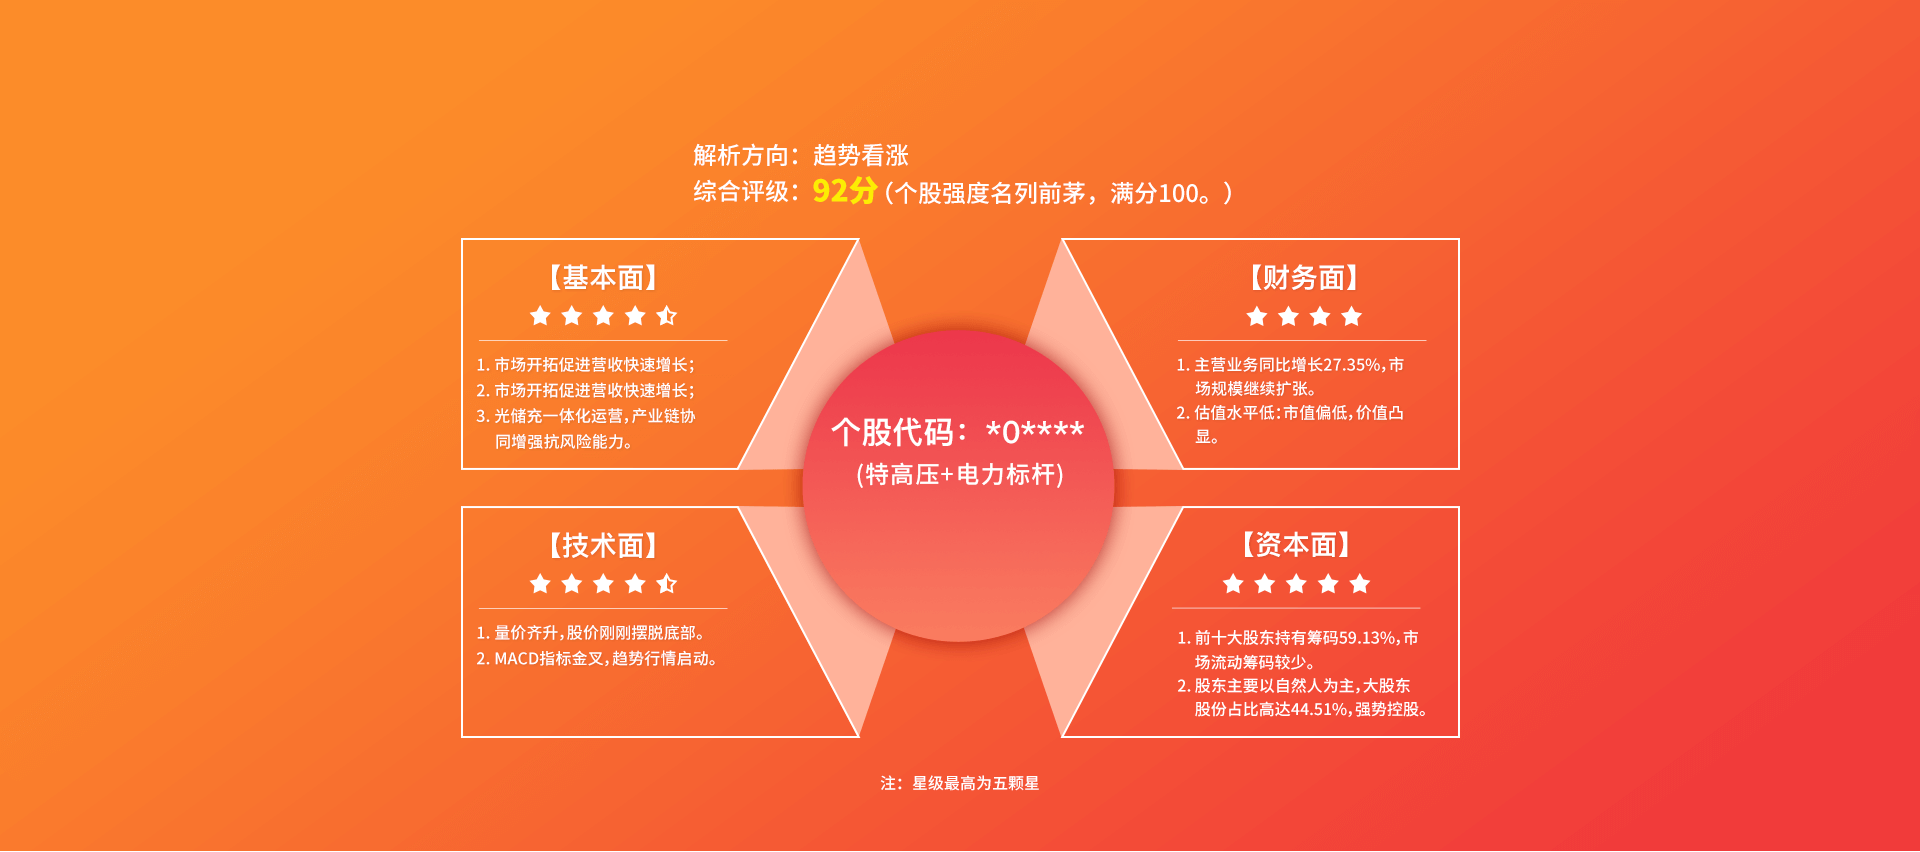 解析方向：趋势看涨
综合评级：92分（个股强度名列前茅，满分100。）
【基本面】
1. 市场开拓促进营收快速增长；
2. 市场开拓促进营收快速增长；
3. 光储充一体化运营，产业链协
同增强抗风险能力。
【财务面】
1. 主营业务同比增长27.35%，市
场规模继续扩张。
2. 估值水平低：市值偏低，价值凸
显。
个股代码：*0****
(特高压+电力标杆)
【技术面】
1. 量价齐升，股价刚刚摆脱底部。
2. MACD指标金叉，趋势行情启动。
【资本面】
1. 前十大股东持有筹码59.13%，市
场流动筹码较少。
2. 股东主要以自然人为主，大股东
股份占比高达44.51%，强势控股。
注：星级最高为五颗星